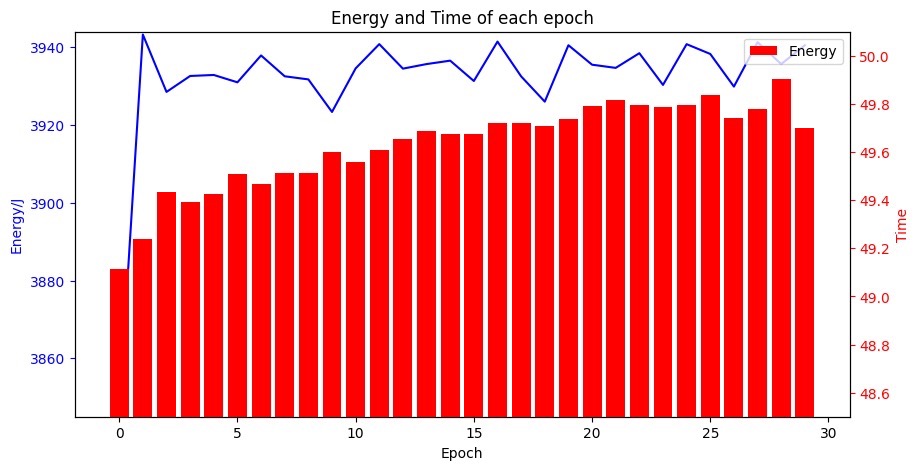 Energy and Time of each epoch
Energy
3940
3920
3900
3880
3860
Energy/J
50.0
49.8
49.6
49.4
49.2
49.0
48.8
48.6
Time
0 5 10 15 20 25 30
Epoch